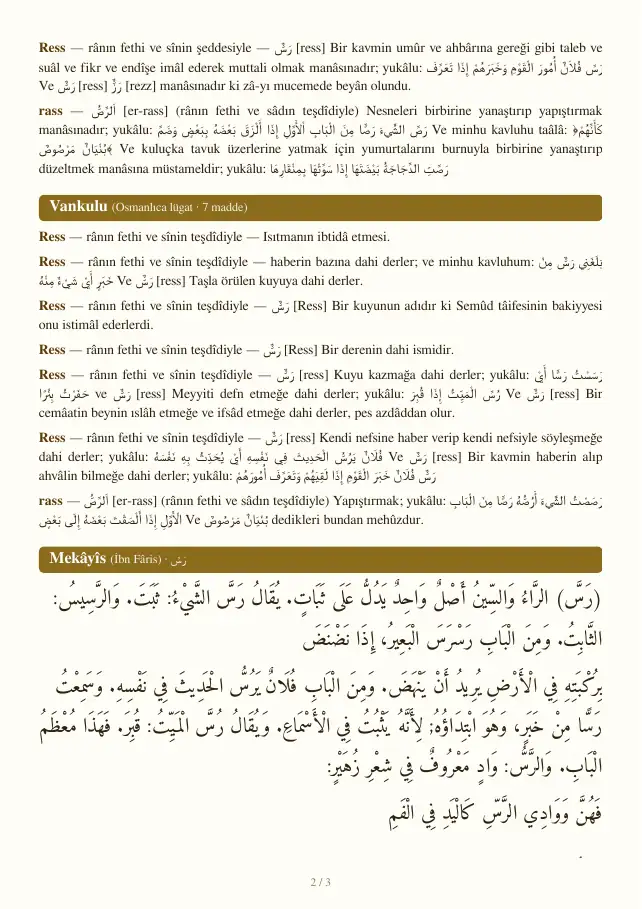 Ress — rânın fethi ve sînin şeddesiyle — رَسٌّ [ress] Bir kavmin umûr ve ahbârına gereği gibi taleb ve
suâl ve fikr ve endîşe imâl ederek muttali olmak manâsınadır; yukâlu: رَسَّ فُلَانٌ أُمُورَ الْقَوْمِ وَخَبَرَهُمْ إِذَا تَعَرَّفَ
Ve رَسٌّ [ress] رَزٌّ [rezz] manâsınadır ki zâ-yı mucemede beyân olundu.
rass — اَلرَّصُّ [er-rass] (rânın fethi ve sâdın teşdîdiyle) Nesneleri birbirine yanaştırıp yapıştırmak
manâsınadır; yukâlu: رَصَّ الشَّيْءَ رَصًّا مِنَ الْبَابِ الْأَوَّلِ إِذَا أَلْزَقَ بَعْضَهُ بِبَعْضٍ وَضَمَّ Ve minhu kavluhu taâlâ: ﴿كَأَنَّهُمْ
بُنْيَانٌ مَرْصُوصٌ﴾ Ve kuluçka tavuk üzerlerine yatmak için yumurtalarını burnuyla birbirine yanaştırıp
düzeltmek manâsına müstameldir; yukâlu: رَصَّتِ الدَّجَاجَةُ بَيْضَتَهَا إِذَا سَوَّتْهَا بِمِنْقَارِهَا
Vankulu (Osmanlıca lügat · 7 madde)
Ress — rânın fethi ve sînin teşdîdiyle — Isıtmanın ibtidâ etmesi.
Ress — rânın fethi ve sînin teşdîdiyle — haberin bazına dahi derler; ve minhu kavluhum: بَلَغَنِي رَسٌّ مِنْ
خَبَرٍ أَيْ شَيْءٌ مِنْهُ Ve رَسٌّ [ress] Taşla örülen kuyuya dahi derler.
Ress — rânın fethi ve sînin teşdîdiyle — رَسٌّ [Ress] Bir kuyunun adıdır ki Semûd tâifesinin bakiyyesi
onu istimâl ederlerdi.
Ress — rânın fethi ve sînin teşdîdiyle — رَسٌّ [Ress] Bir derenin dahi ismidir.
Ress — rânın fethi ve sînin teşdîdiyle — رَسٌّ [ress] Kuyu kazmağa dahi derler; yukâlu: رَسَسْتُ رَسًّا أَيْ
حَفَرْتُ بِئْرًا ve رَسٌّ [ress] Meyyiti defn etmeğe dahi derler; yukâlu: رُسَّ الْمَيِّتُ إِذَا قُبِرَ Ve رَسٌّ [ress] Bir
cemâatin beynin ıslâh etmeğe ve ifsâd etmeğe dahi derler, pes azdâddan olur.
Ress — rânın fethi ve sînin teşdîdiyle — رَسٌّ [ress] Kendi nefsine haber verip kendi nefsiyle söyleşmeğe
dahi derler; yukâlu: فُلَانٌ يَرُسُّ الْحَدِيثَ فِي نَفْسِهِ أَيْ يُحَدِّثُ بِهِ نَفْسَهُ Ve رَسٌّ [ress] Bir kavmin haberin alıp
ahvâlin bilmeğe dahi derler; yukâlu: رَسَّ فُلَانٌ خَبَرَ الْقَوْمِ إِذَا لَقِيَهُمْ وَتَعَرَّفَ أُمُورَهُمْ
rass — اَلرَّصُّ [er-rass] (rânın fethi ve sâdın teşdîdiyle) Yapıştırmak; yukâlu: رَصَصْتُ الشَّيْءَ أَرُصُّهُ رَصًّا مِنَ الْبَابِ
الْأَوَّلِ إِذَا أَلْصَقْتَ بَعْضَهُ إِلَى بَعْضٍ Ve بُنْيَانٌ مَرْصُوصٌ dedikleri bundan mehûzdur.
Mekâyîs (İbn Fâris) · رَسّ
(رَسَّ) الرَّاءُ وَالسِّينُ أَصْلٌ وَاحِدٌ يَدُلُّ عَلَى ثَبَاتٍ. يُقَالُ رَسَّ الشَّيْءُ: ثَبَتَ. وَالرَّسِيسُ:
الثَّابِتُ. وَمِنَ الْبَابِ رَسْرَسَ الْبَعِيرُ، إِذَا نَضْنَضَ
بِرُكْبَتِهِ فِي الْأَرْضِ يُرِيدُ أَنْ يَنْهَضَ. وَمِنَ الْبَابِ فُلَانٌ يَرُسُّ الْحَدِيثَ فِي نَفْسِهِ. وَسَمِعْتُ
رَسًّا مِنْ خَبَرٍ، وَهُوَ ابْتِدَاؤُهُ; لِأَنَّهُ يَثْبُتُ فِي الْأَسْمَاعِ. وَيُقَالُ رُسَّ الْمَيِّتُ: قُبِرَ. فَهَذَا مُعْظَمُ
الْبَابِ. وَالرَّسُّ: وَادٍ مَعْرُوفٌ فِي شِعْرِ زُهَيْرٍ:
فَهُنَّ وَوَادِي الرَّسِّ كَالْيَدِ فِي الْفَمِ
.
2 / 3